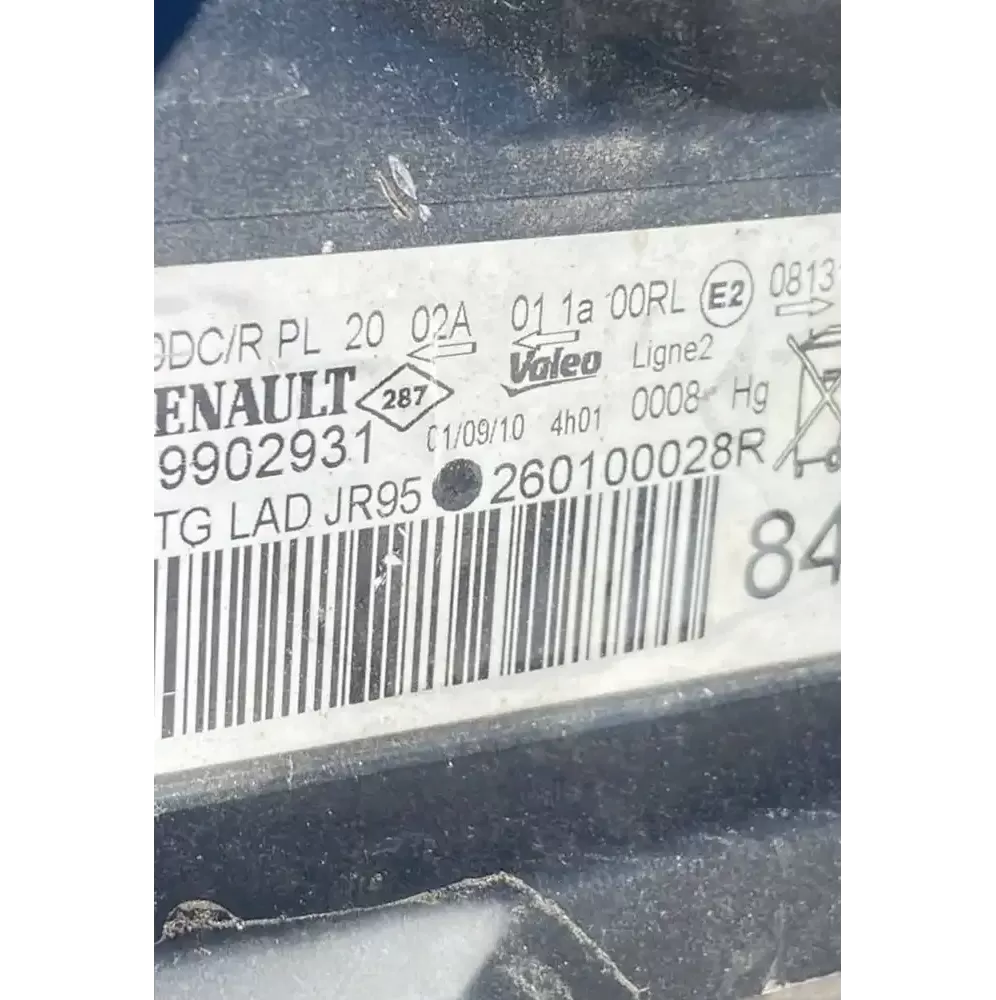 DC/R PL 20 02A 01 1a 00RL E2 0813
ENAULT 287 Valeo Ligne2
9902931 01/09/10 4h01 0008 Hg
TG LAD JR95 260100028R
84